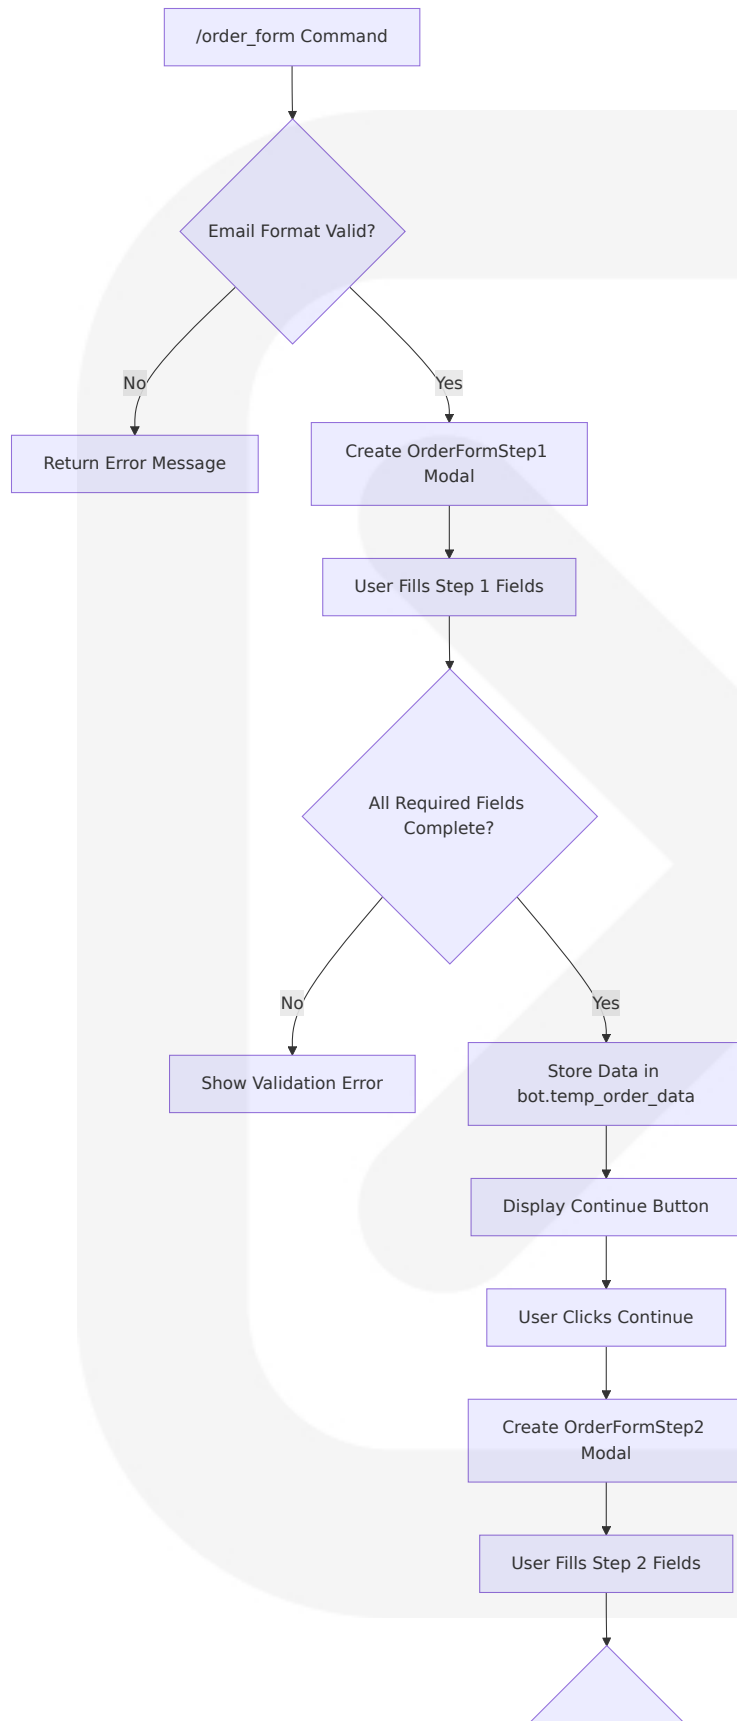 /order_form Command
Email Format Valid?
No
Yes
Return Error Message
Create OrderFormStep1
Modal
User Fills Step 1 Fields
All Required Fields
Complete?
No
Yes
Show Validation Error
Store Data in
bot.temp_order_data
Display Continue Button
User Clicks Continue
Create OrderFormStep2
Modal
User Fills Step 2 Fields